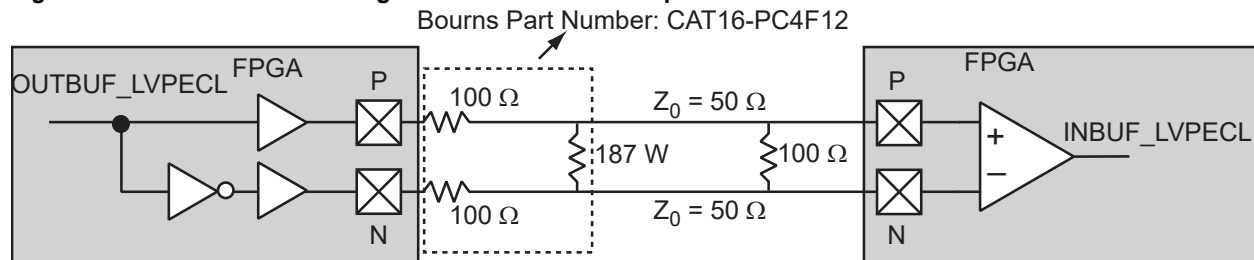 Bourns Part Number: CAT16-PC4F12
OUTBUF_LVPECL
FPGA
P
100 Ω
Z0 = 50 Ω
P
FPGA
+
−
INBUF_LVPECL
187 W
100 Ω
N
100 Ω
Z0 = 50 Ω
N